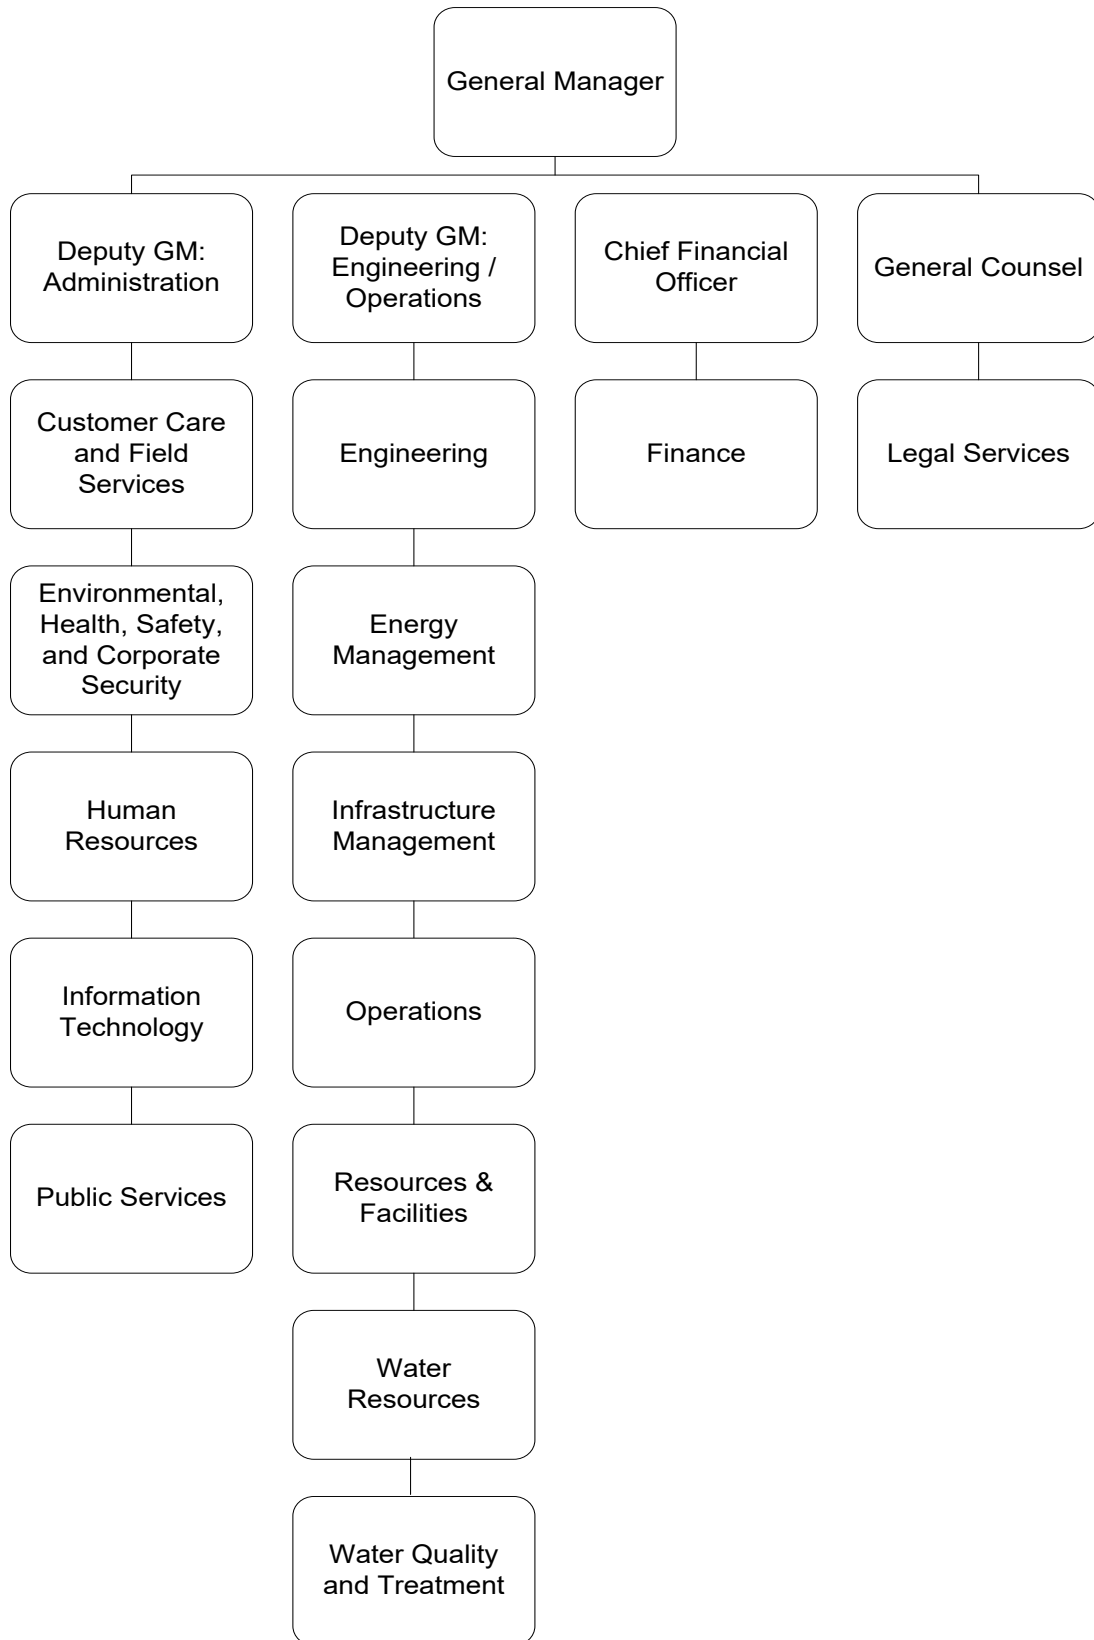 General Manager
Deputy GM:
Administration
Deputy GM:
Engineering /
Operations
Chief Financial
Officer
General Counsel
Customer Care
and Field
Services
Engineering
Finance
Legal Services
Environmental,
Health, Safety,
and Corporate
Security
Energy
Management
Human
Resources
Infrastructure
Management
Information
Technology
Operations
Public Services
Resources &
Facilities
Water
Resources
Water Quality
and Treatment